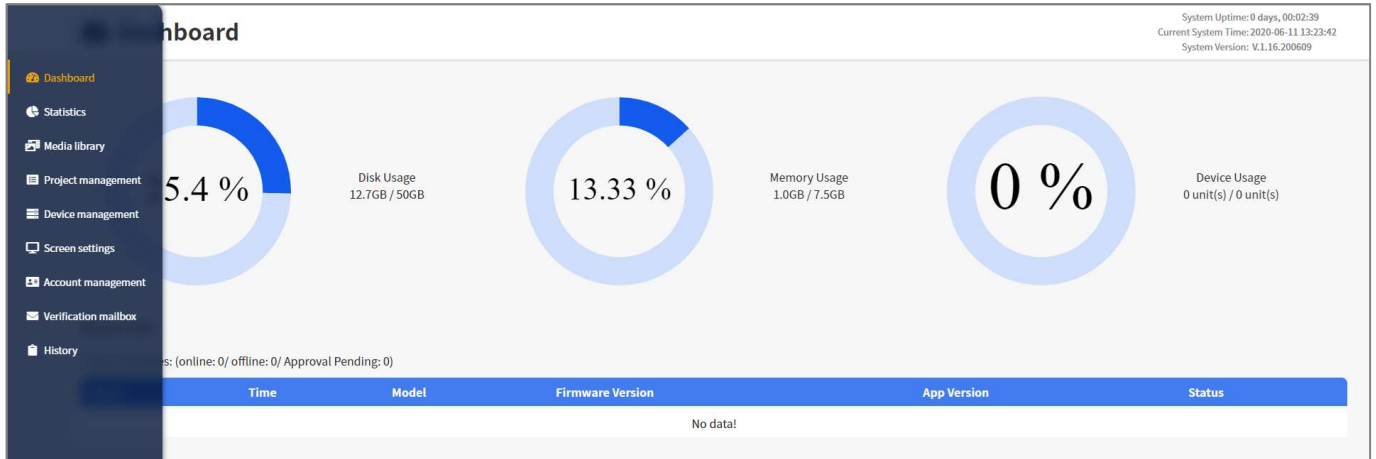 hboard
System Uptime: 0 days, 00:02:39
Current System Time: 2020-06-11 13:23:42
System Version: V.1.16.200609
Dashboard
Statistics
Media library
Project management
Device management
Screen settings
Account management
Verification mailbox
History
5.4 %
Disk Usage
12.7GB / 50GB
13.33 %
Memory Usage
1.0GB / 7.5GB
0 %
Device Usage
0 unit(s) / 0 unit(s)
s: (online: 0/ offline: 0/ Approval Pending: 0)
Time Model Firmware Version App Version Status
No data!